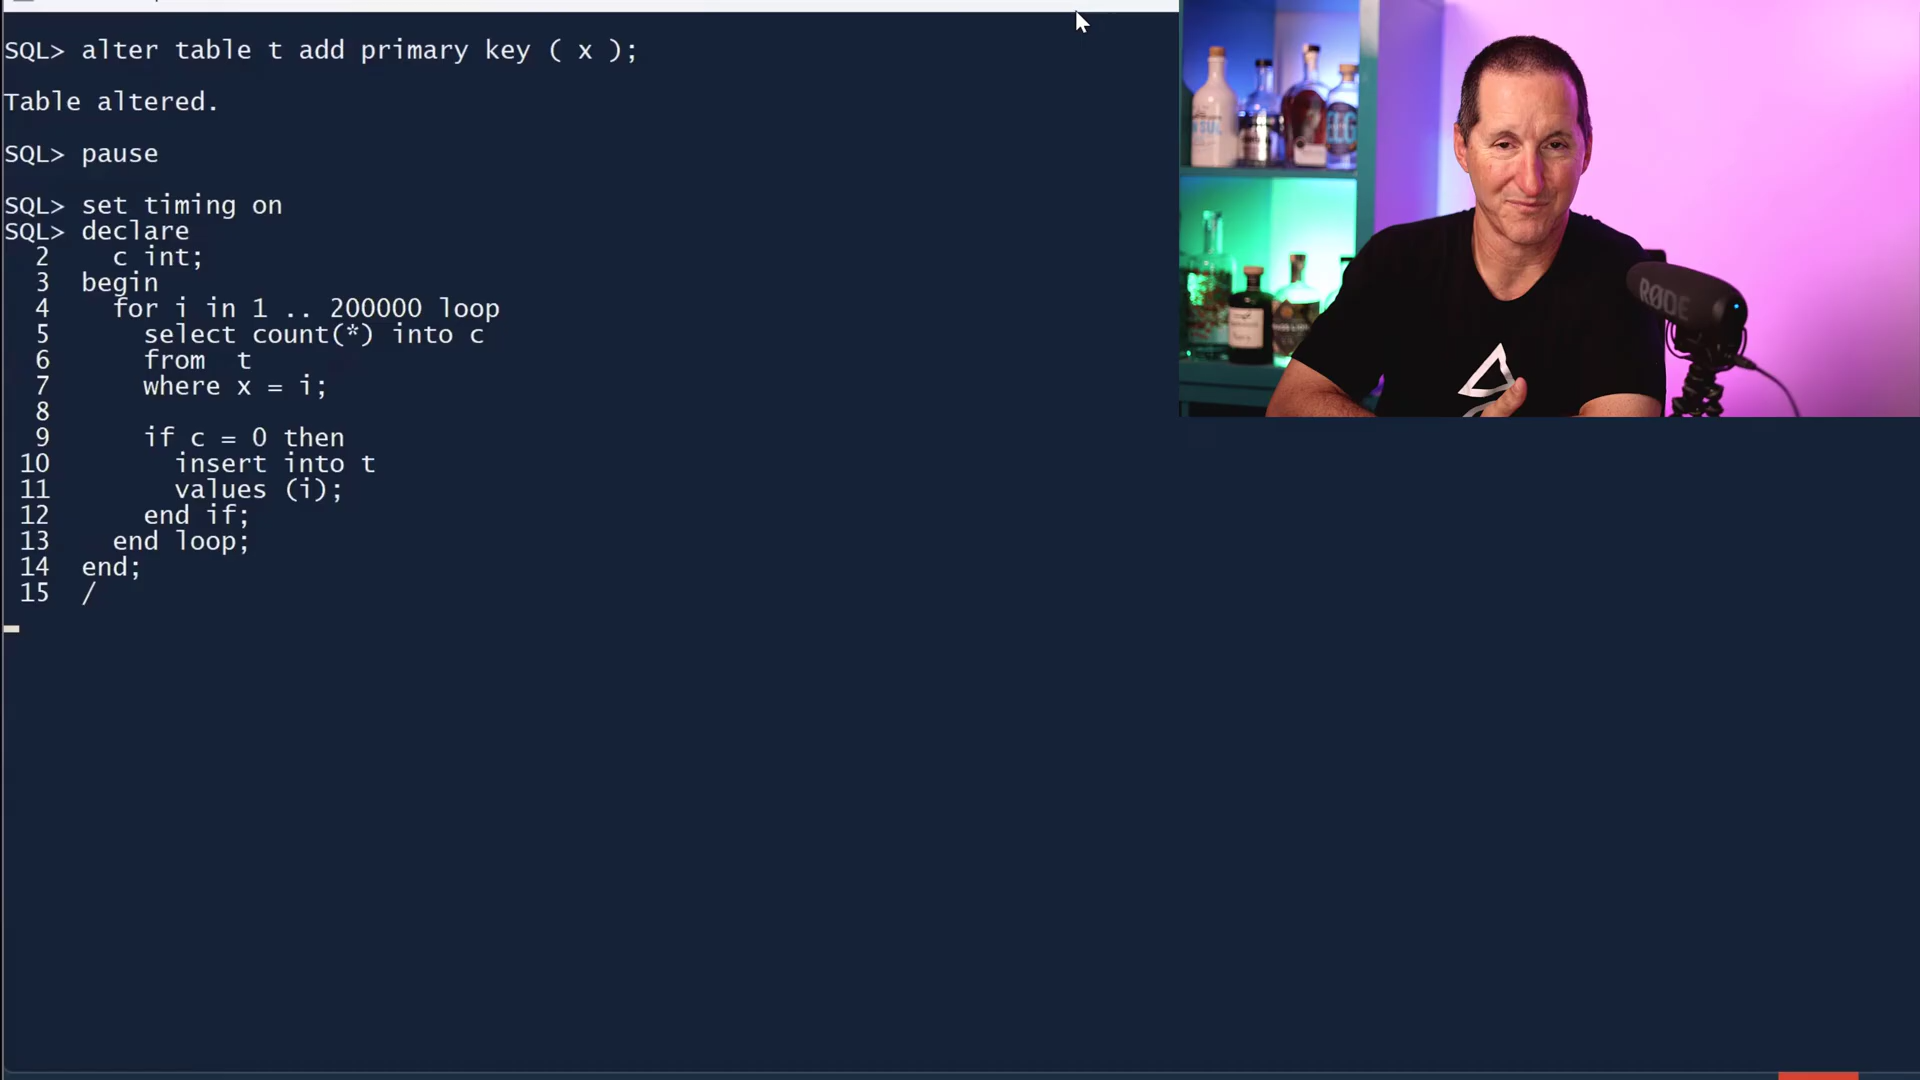 SQL> alter table t add primary key ( x );
Table altered.
SQL> pause
SQL> set timing on
SQL> declare
2 c int;
3 begin
4 for i in 1 .. 200000 loop
5 select count(*) into c
6 from t
7 where x = i;
8
9 if c = 0 then
10 insert into t
11 values (i);
12 end if;
13 end loop;
14 end;
15 /
RØDE